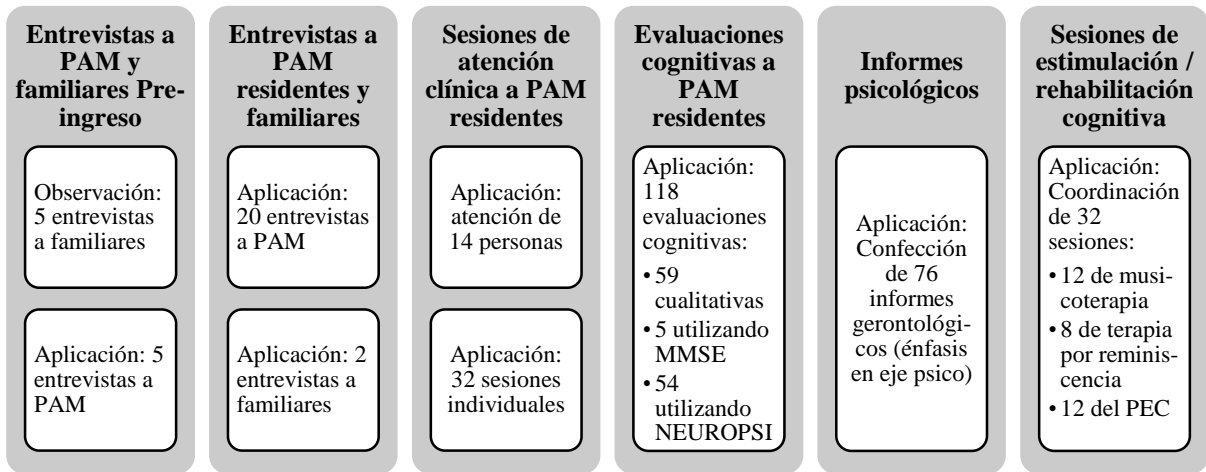 Entrevistas a
PAM y
familiares Pre-
ingreso
Observación:
5 entrevistas
a familiares
Aplicación: 5
entrevistas a
PAM
Entrevistas a
PAM
residentes y
familiares
Aplicación:
20 entrevistas
a PAM
Aplicación: 2
entrevistas a
familiares
Sesiones de
atención
clínica a PAM
residentes
Aplicación:
atención de
14 personas
Aplicación:
32 sesiones
individuales
Evaluaciones
cognitivas a
PAM
residentes
Aplicación:
118
evaluaciones
cognitivas:
• 59
cualitativas
• 5 utilizando
MMSE
• 54
utilizando
NEUROPSI
Informes
psicológicos
Aplicación:
Confección
de 76
informes
gerontológi-
cos (énfasis
en eje psico)
Sesiones de
estimulación /
rehabilitación
cognitiva
Aplicación:
Coordinación
de 32
sesiones:
• 12 de musi-
coterapia
• 8 de terapia
por reminis-
cencia
• 12 del PEC